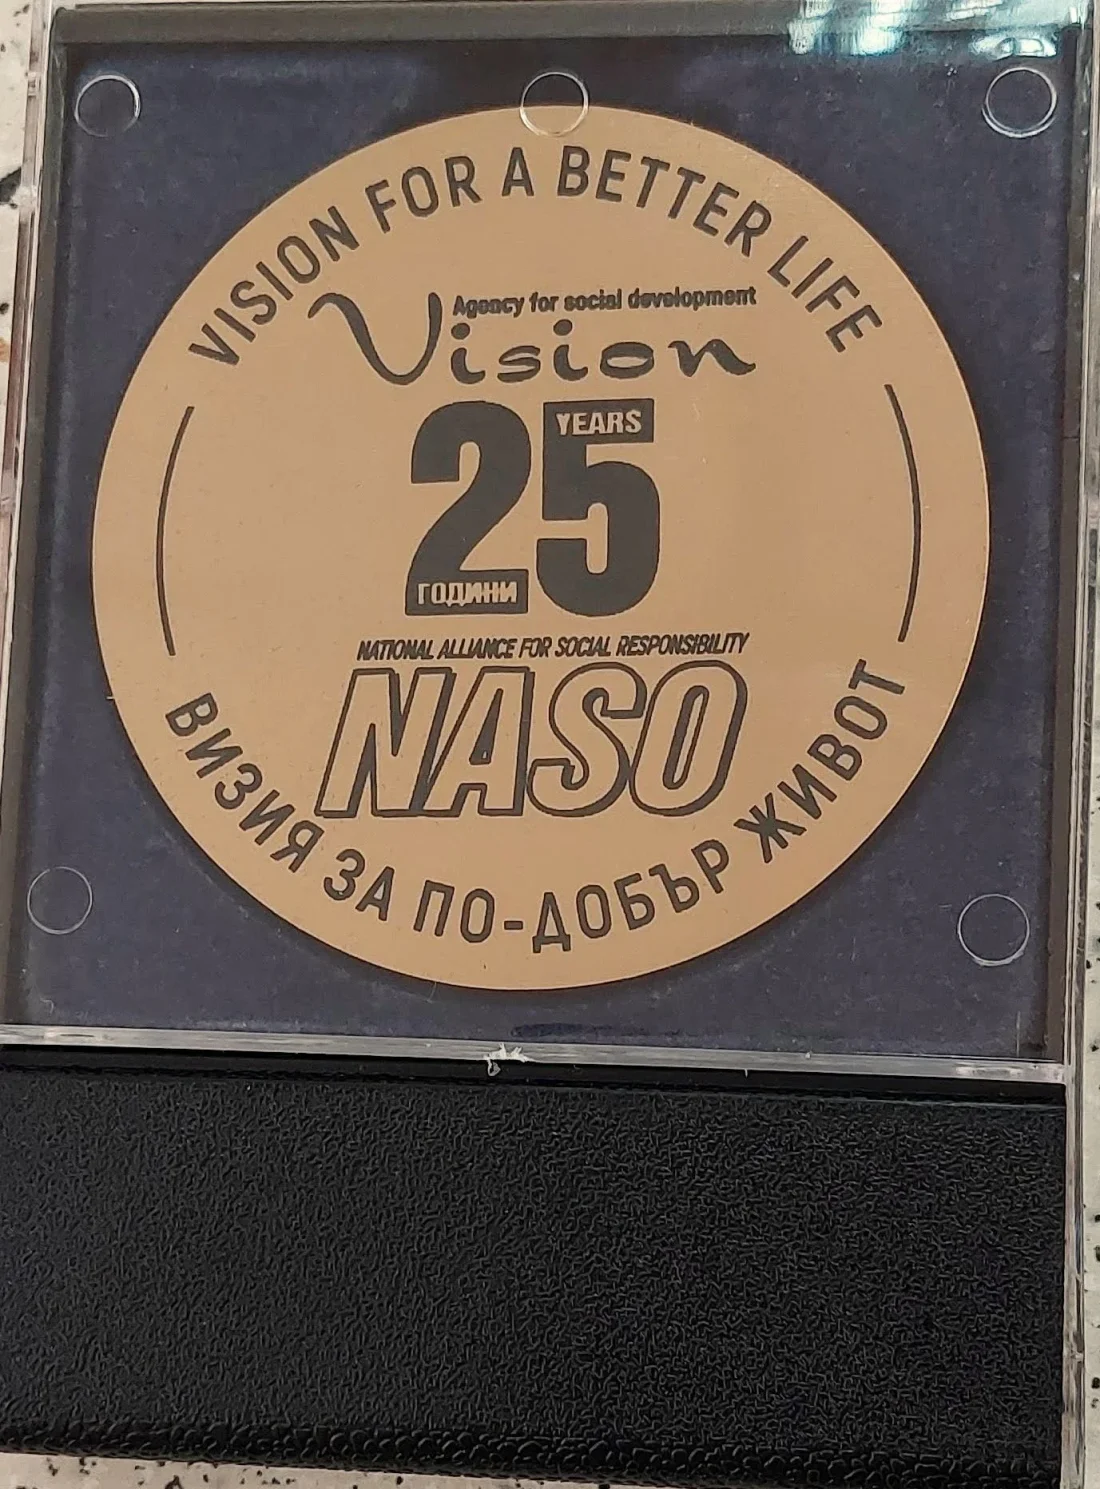 VISION FOR A BETTER LIFE
Agency for social development
Vision
25
YEARS
ГОДИНИ
NATIONAL ALLIANCE FOR SOCIAL RESPONSIBILITY
NASO
ВИЗИЯ ЗА ПО-ДОБЪР ЖИВОТ